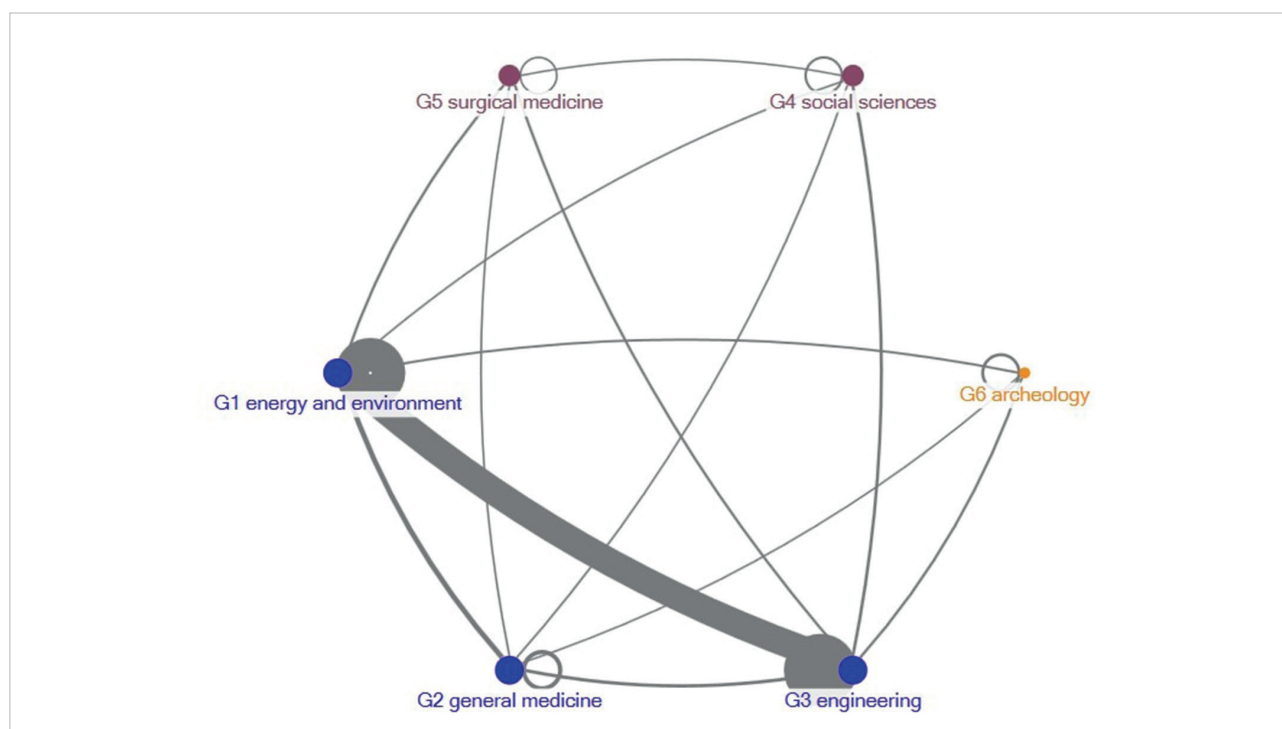 G5 surgical medicine
G4 social sciences
G1 energy and environment
G6 archeology
G2 general medicine
G3 engineering